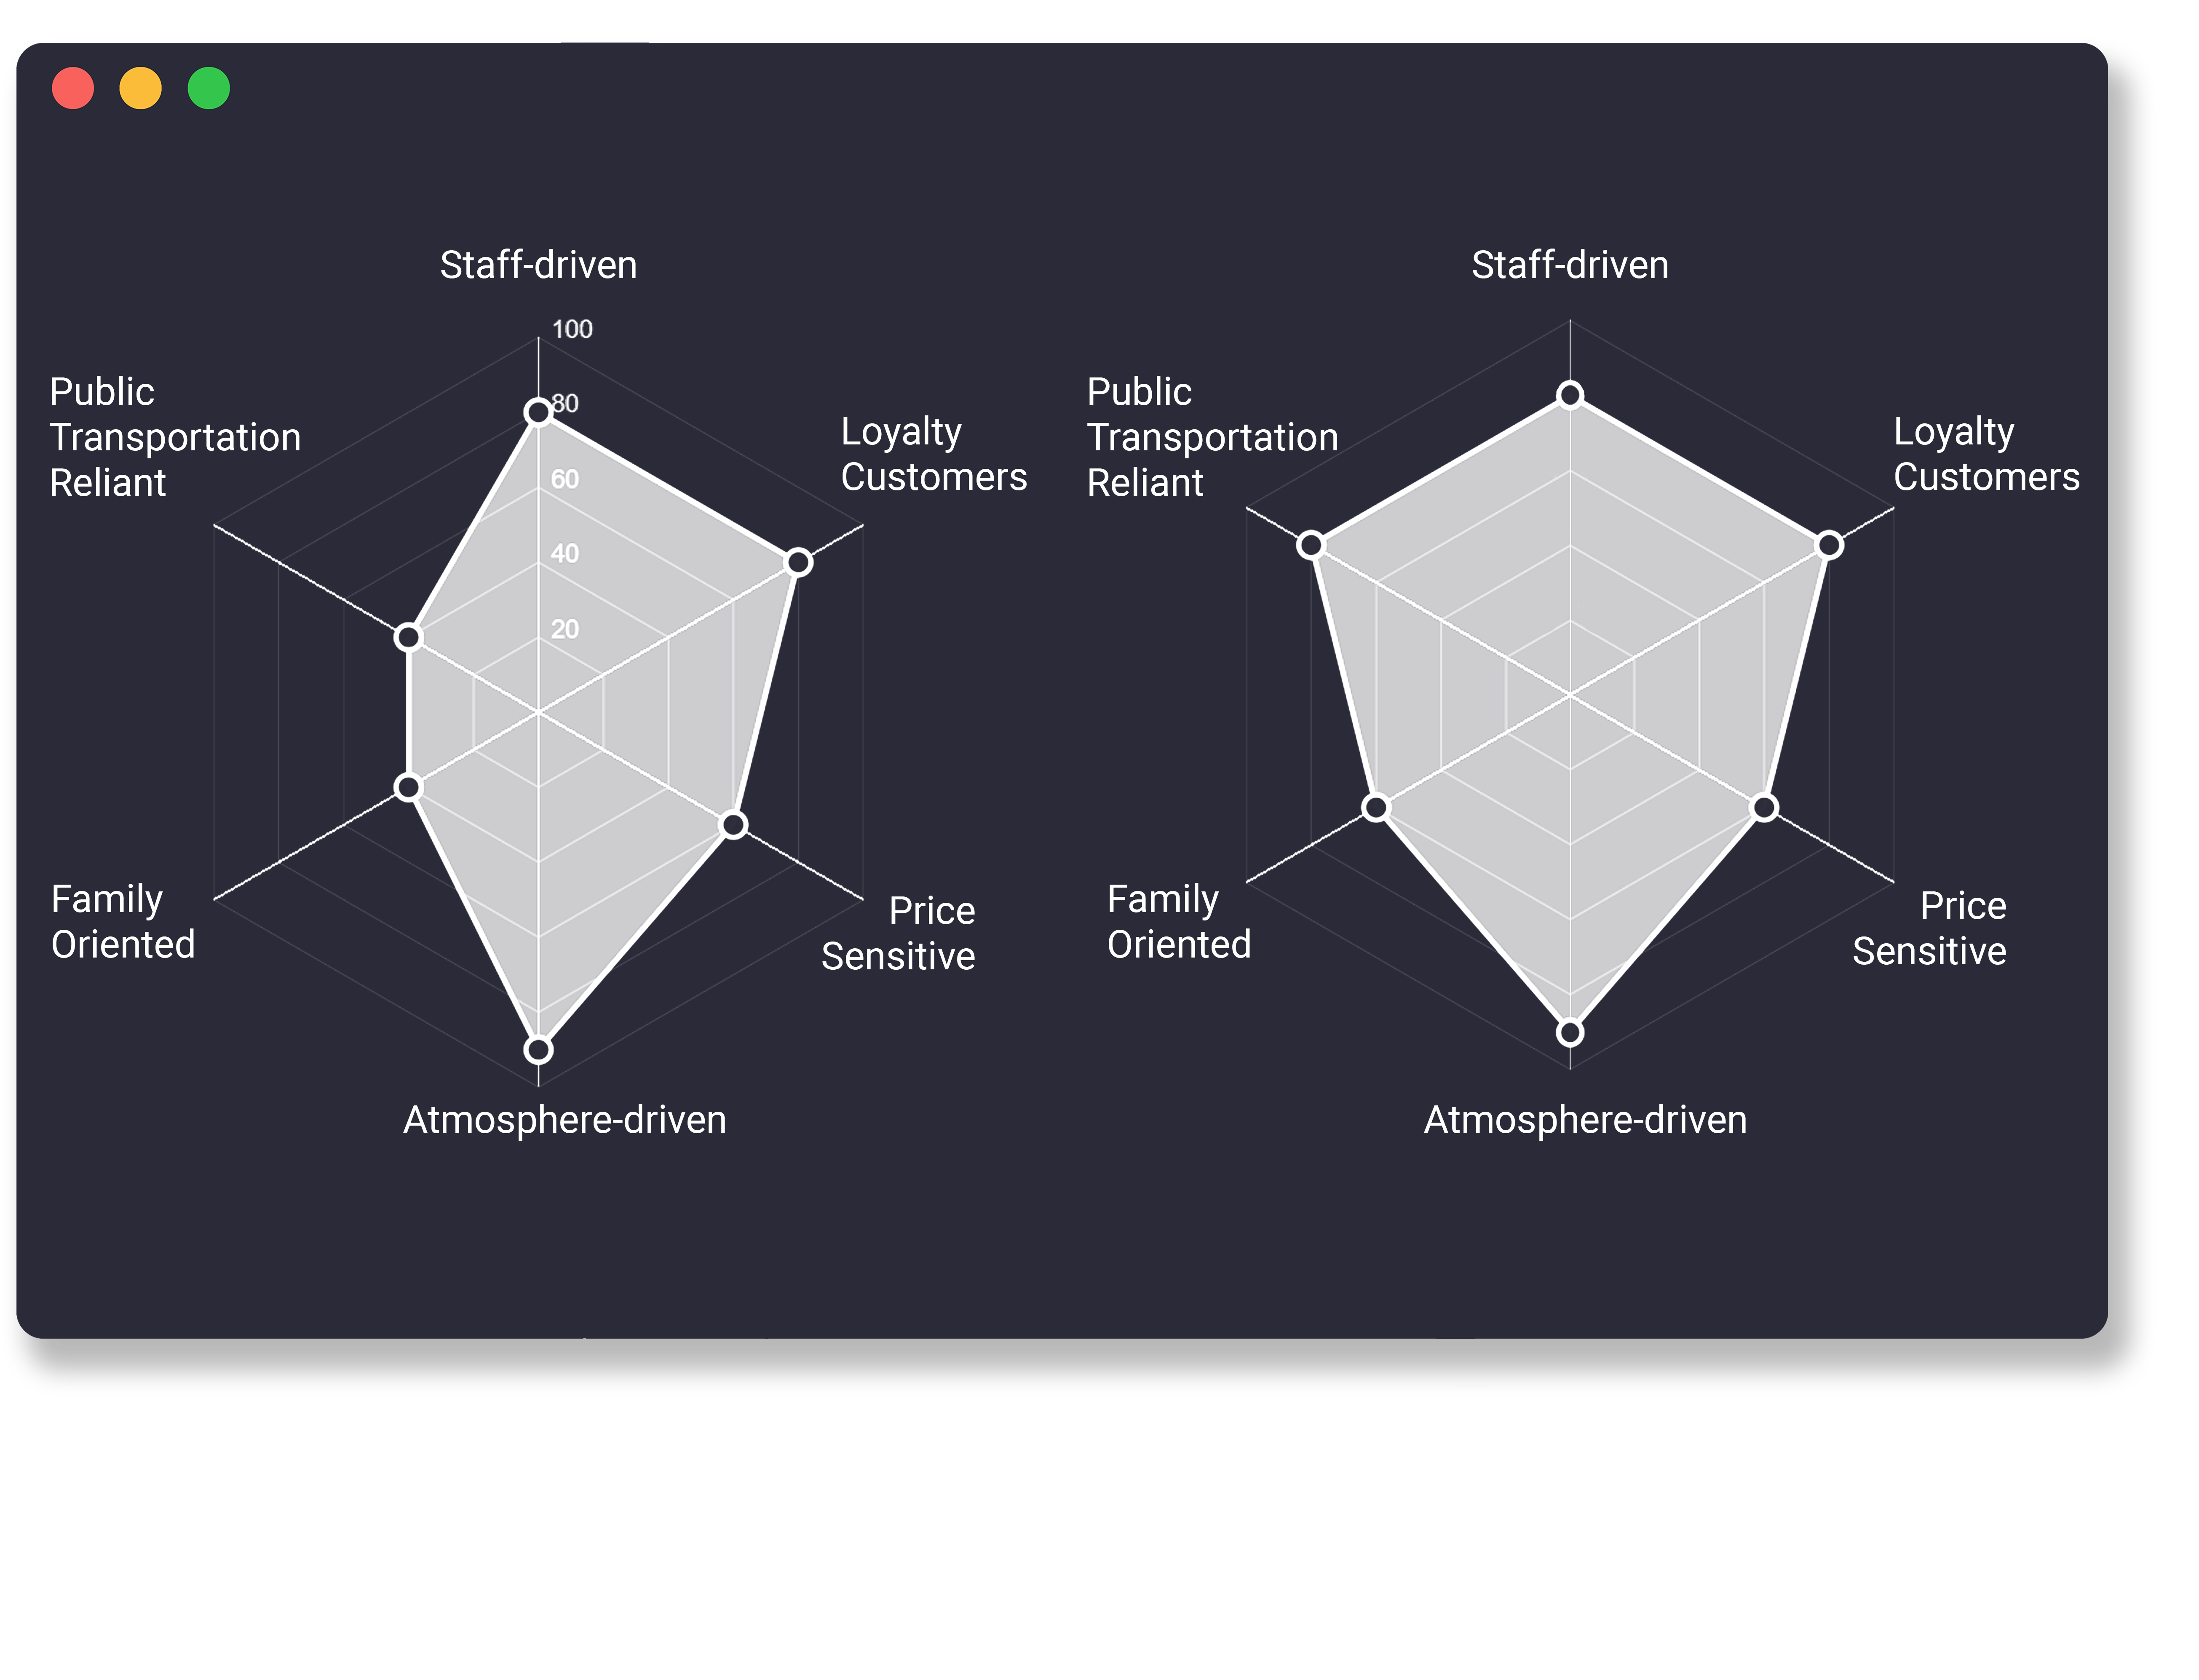 Staff-driven
100
80
60
40
20
Public
Transportation
Reliant
Loyalty
Customers
Family
Oriented
Price
Sensitive
Atmosphere-driven
Staff-driven
Public
Transportation
Reliant
Loyalty
Customers
Family
Oriented
Price
Sensitive
Atmosphere-driven